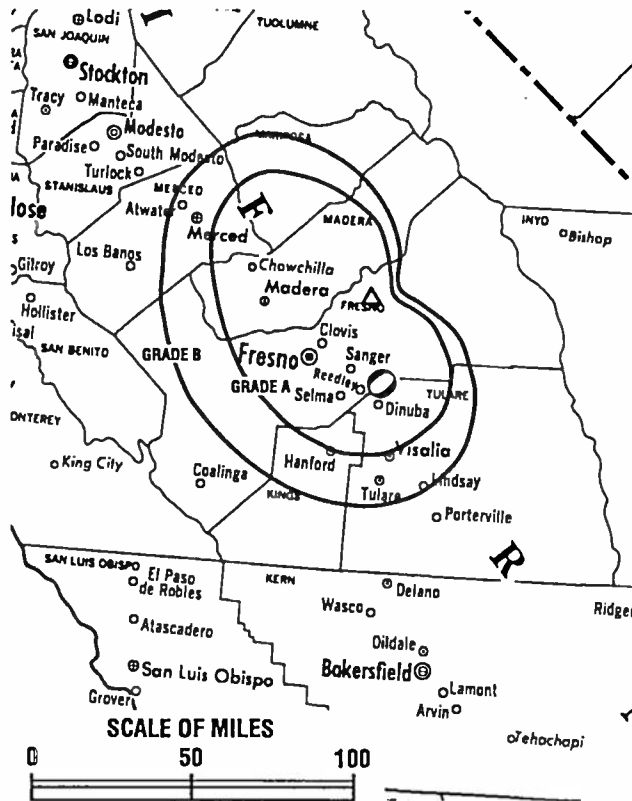 Lodi
TUOLUMNE
SAN JOAQUIN
Stockton
Tracy
Manteca
Modesto
MARIPOSA
Paradise
South Modesto
Turlock
STANISLAUS
MERCED
Atwater
F
MADERA
INYO
Bishop
Merced
Los Banos
Gilroy
Chowchilla
Madera
FRESNO
Hollister
SAN BENITO
Clovis
GRADE B
Fresno
Sanger
GRADE A
Reedley
Selma
TULARE
Dinuba
King City
Coalinga
Hanford
Visalia
KINGS
Tulare
Lindsay
Porterville
R
SAN LUIS OBISPO
El Paso
de Robles
KERN
Delano
Wasco
Atascadero
Oildale
San Luis Obispo
Bakersfield
Grover
Lamont
Arvin
Tehachapi
SCALE OF MILES
0 50 100